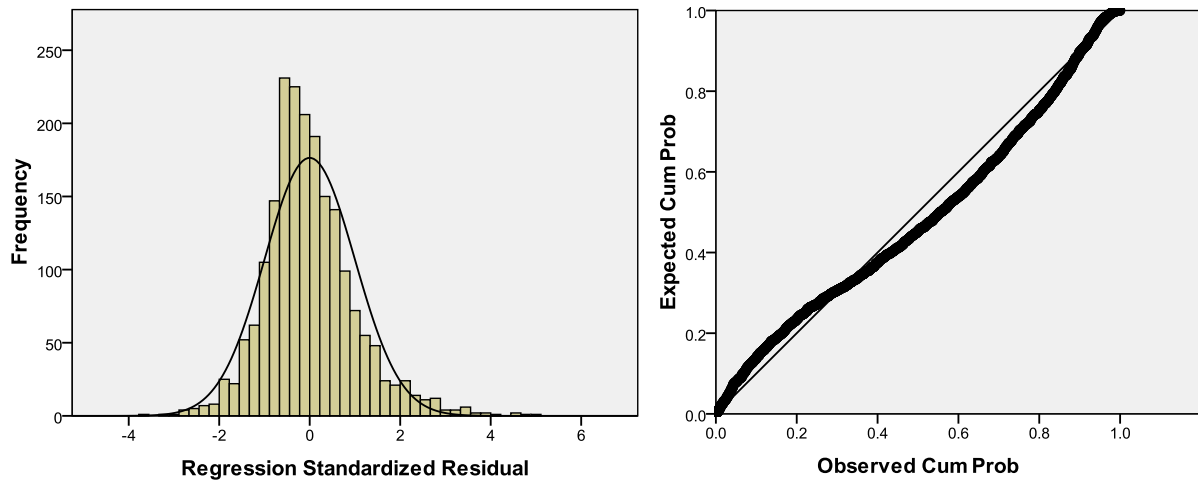 Frequency
250
200
150
100
50
0
-4 -2 0 2 4 6
Regression Standardized Residual
Expected Cum Prob
1.0
0.8
0.6
0.4
0.2
0.0
0.0 0.2 0.4 0.6 0.8 1.0
Observed Cum Prob